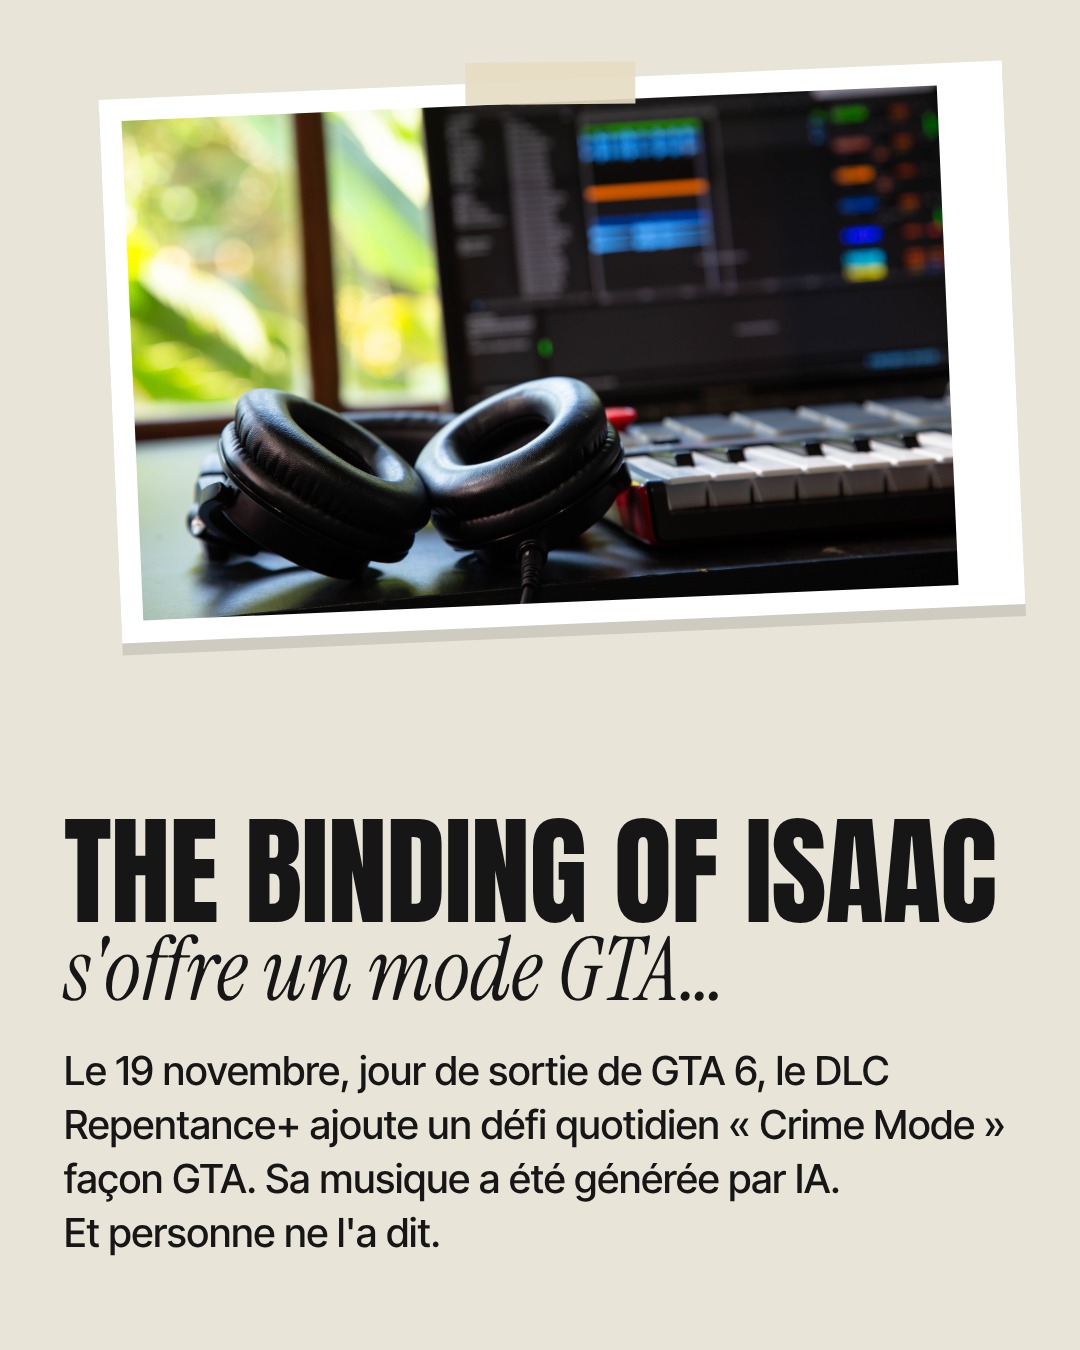 THE BINDING OF ISAAC
s'offre un mode GTA...
Le 19 novembre, jour de sortie de GTA 6, le DLC
Repentance+ ajoute un défi quotidien « Crime Mode »
façon GTA. Sa musique a été générée par IA.
Et personne ne l'a dit.